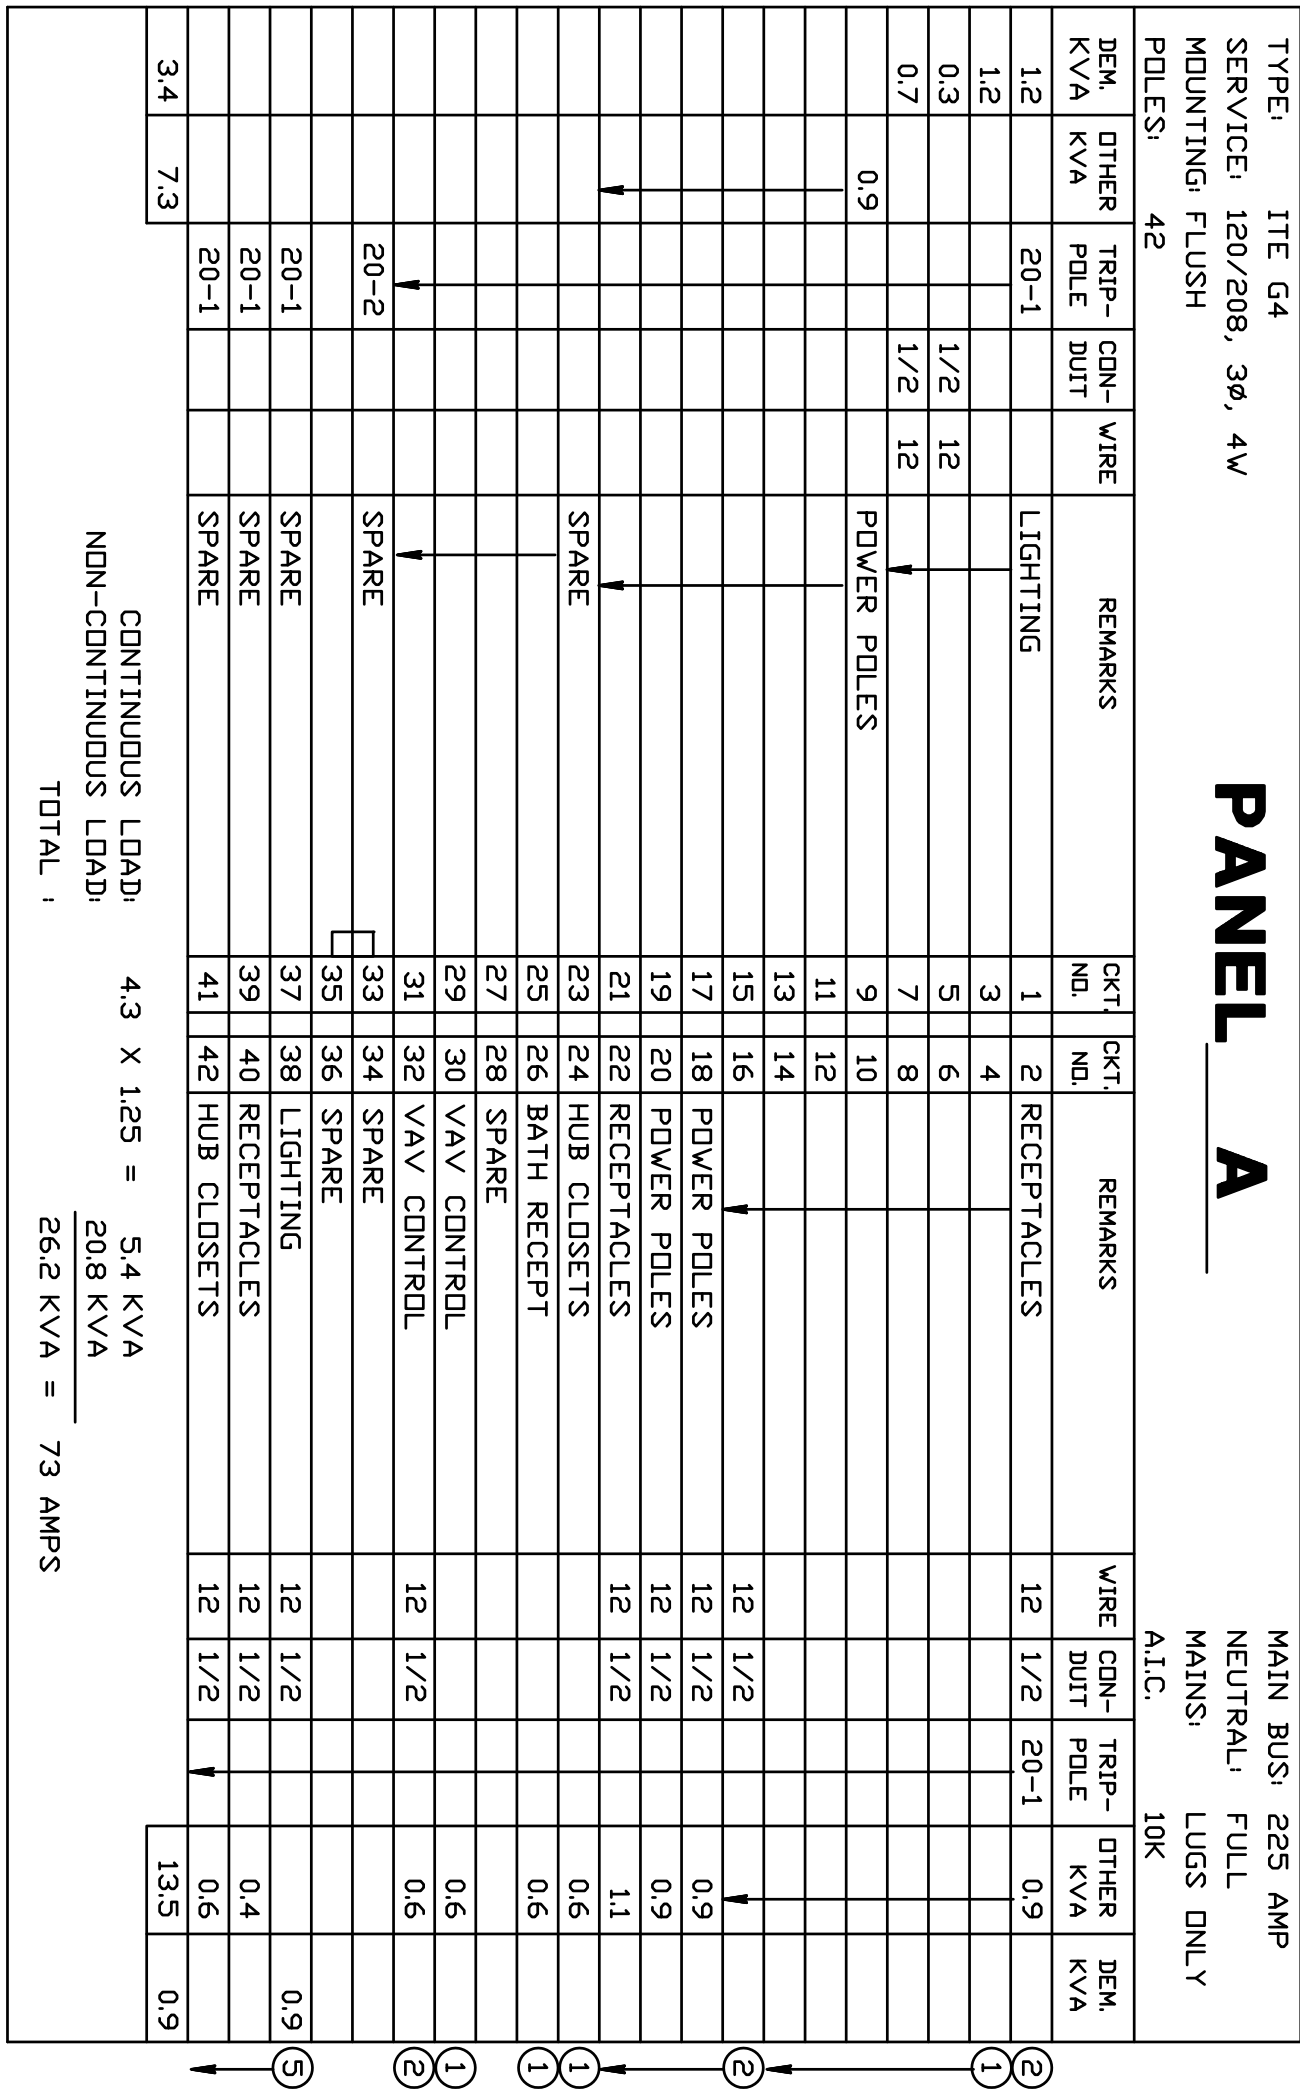 PANEL A
TYPE: ITE G4
SERVICE: 120/208, 3Ø, 4W
MOUNTING: FLUSH
POLES: 42
MAIN BUS: 225 AMP
NEUTRAL: FULL
MAINS: LUGS ONLY
A.I.C. 10K
DEM. KVA OTHER KVA TRIP- POLE CON- DUIT WIRE REMARKS CKT. NO. CKT. NO. REMARKS WIRE CON- DUIT TRIP- POLE OTHER KVA DEM. KVA
1.2 20-1 LIGHTING 1 2 RECEPTACLES 12 1/2 20-1 0.9 2
1.2 3 4 1
0.3 1/2 12 5 6
0.7 1/2 12 7 8
0.9 POWER POLES 9 10
11 12
13 14
15 16 12 1/2 2
17 18 POWER POLES 12 1/2 0.9
19 20 POWER POLES 12 1/2 0.9
21 22 RECEPTACLES 12 1/2 1.1
SPARE 23 24 HUB CLOSETS 0.6 1
25 26 BATH RECEPT 0.6 1
27 28 SPARE
29 30 VAV CONTROL 0.6 1
31 32 VAV CONTROL 12 1/2 0.6 2
20-2 SPARE 33 34 SPARE
35 36 SPARE
20-1 SPARE 37 38 LIGHTING 12 1/2 0.9 5
20-1 SPARE 39 40 RECEPTACLES 12 1/2 0.4
20-1 SPARE 41 42 HUB CLOSETS 12 1/2 0.6
3.4 7.3 13.5 0.9
CONTINUOUS LOAD: 4.3 X 1.25 = 5.4 KVA
NON-CONTINUOUS LOAD: 20.8 KVA
TOTAL : 26.2 KVA = 73 AMPS